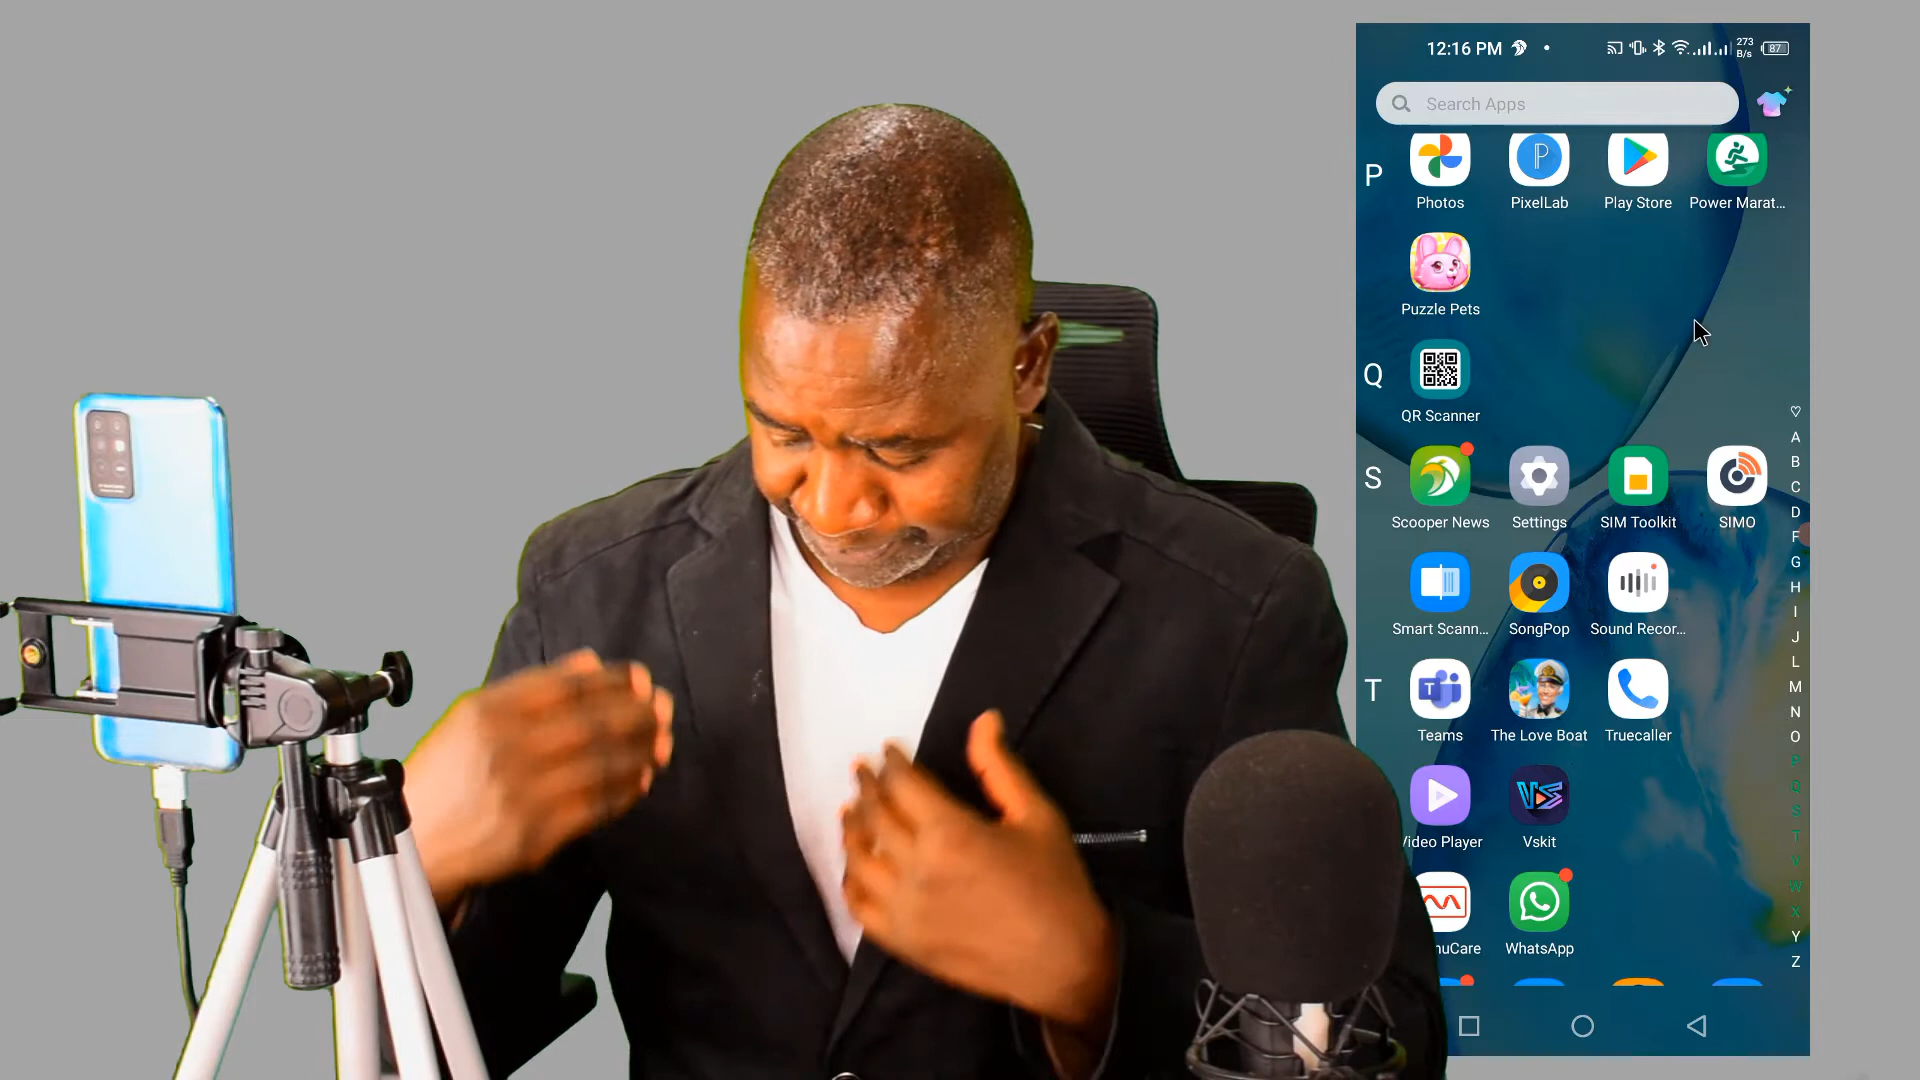 12:16 PM 273 B/s 87
Search Apps
P
Photos PixelLab Play Store Power Marat...
Puzzle Pets
Q
QR Scanner
S
Scooper News Settings SIM Toolkit SIMO
Smart Scann... SongPop Sound Recor...
T
Teams The Love Boat Truecaller
Video Player Vskit
nuCare WhatsApp
A
B
C
D
F
G
H
I
J
L
M
N
O
P
Q
S
T
V
W
X
Y
Z